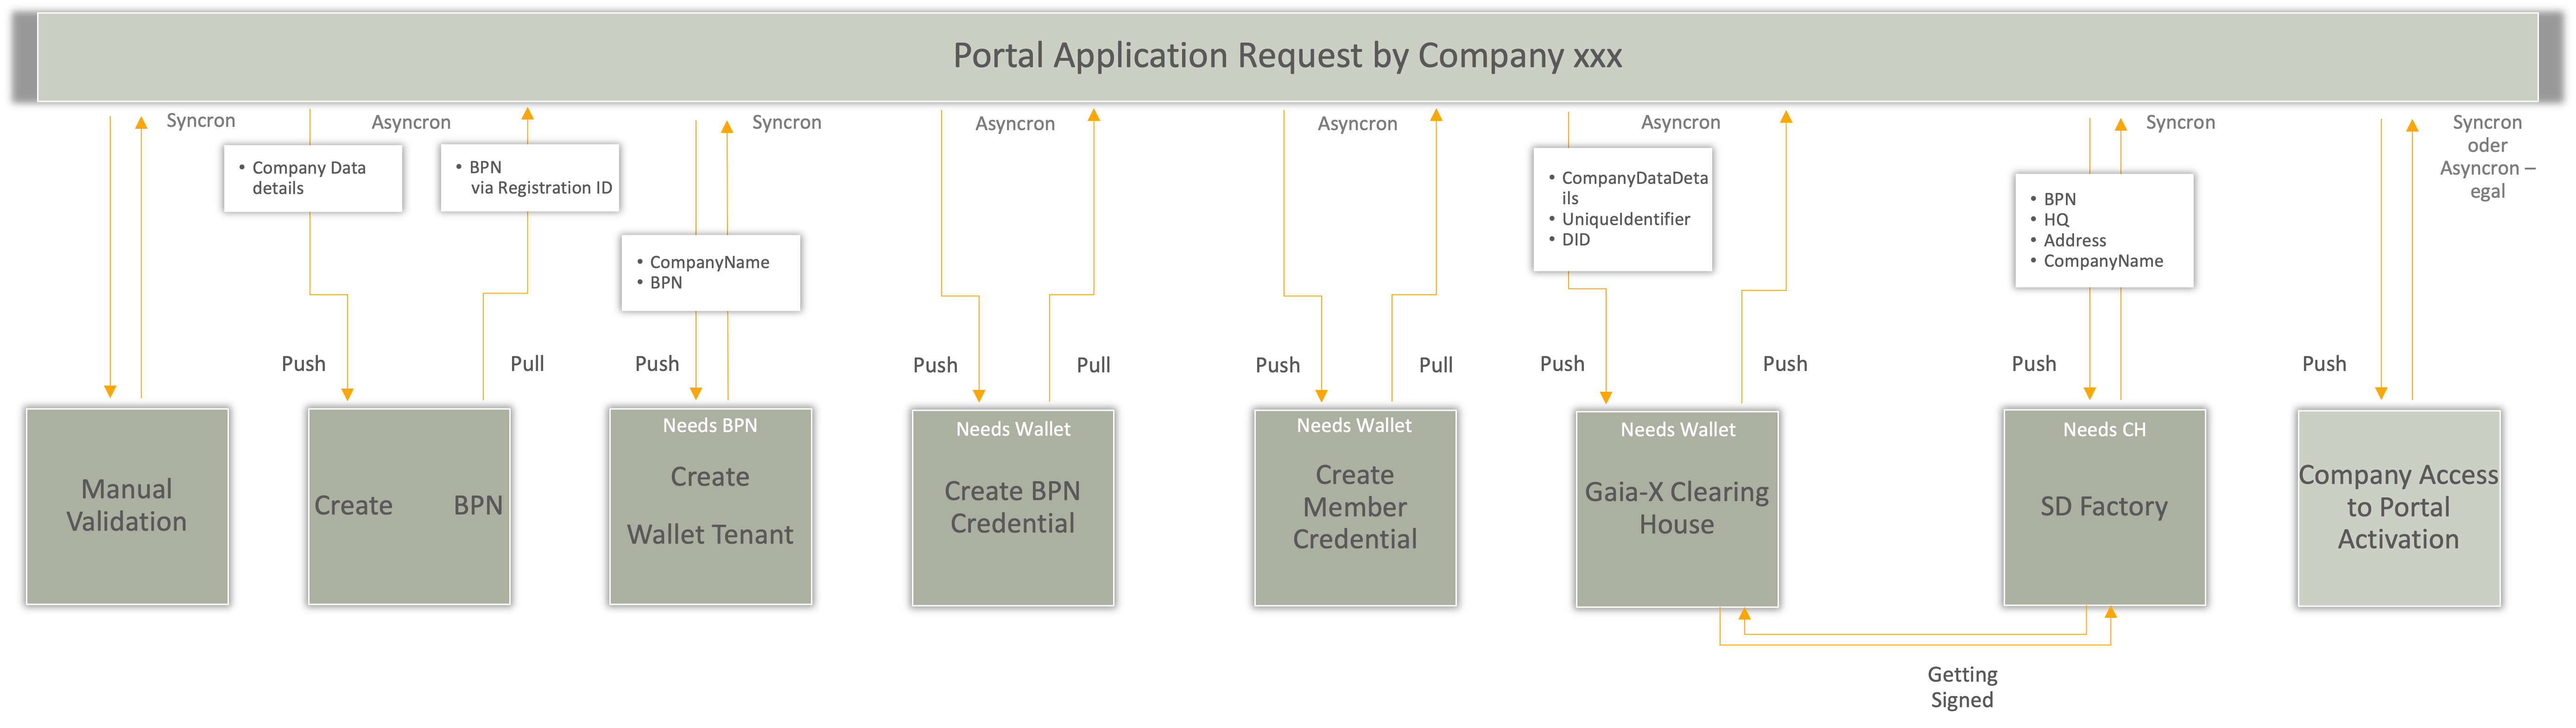 Portal Application Request by Company xxx
Syncron
Asyncron
Syncron
Asyncron
Asyncron
Asyncron
Syncron
Syncron
oder
Asyncron –
egal
• Company Data
details
• BPN
via Registration ID
• CompanyName
• BPN
• CompanyDataDeta
ils
• UniqueIdentifier
• DID
• BPN
• HQ
• Address
• CompanyName
Push
Pull
Push
Push
Pull
Push
Pull
Push
Push
Push
Push
Manual
Validation
Create BPN
Needs BPN
Create
Wallet Tenant
Needs Wallet
Create BPN
Credential
Needs Wallet
Create
Member
Credential
Needs Wallet
Gaia-X Clearing
House
Needs CH
SD Factory
Company Access
to Portal
Activation
Getting
Signed